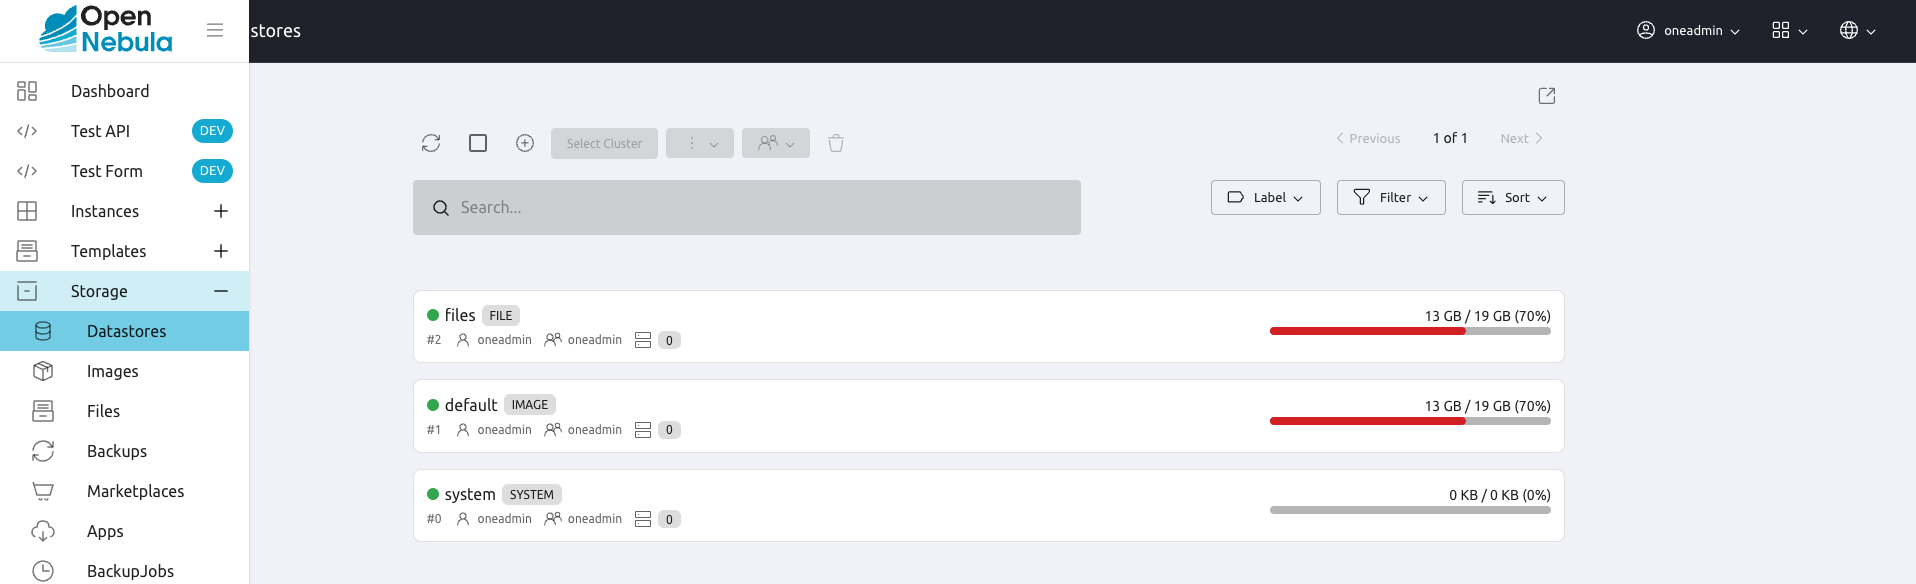 Open
Nebula
stores
oneadmin
Dashboard
Test API DEV
Test Form DEV
Instances
Templates
Storage
Datastores
Images
Files
Backups
Marketplaces
Apps
BackupJobs
Select Cluster
Previous 1 of 1 Next
Search...
Label Filter Sort
files FILE 13 GB / 19 GB (70%)
#2 oneadmin oneadmin 0
default IMAGE 13 GB / 19 GB (70%)
#1 oneadmin oneadmin 0
system SYSTEM 0 KB / 0 KB (0%)
#0 oneadmin oneadmin 0